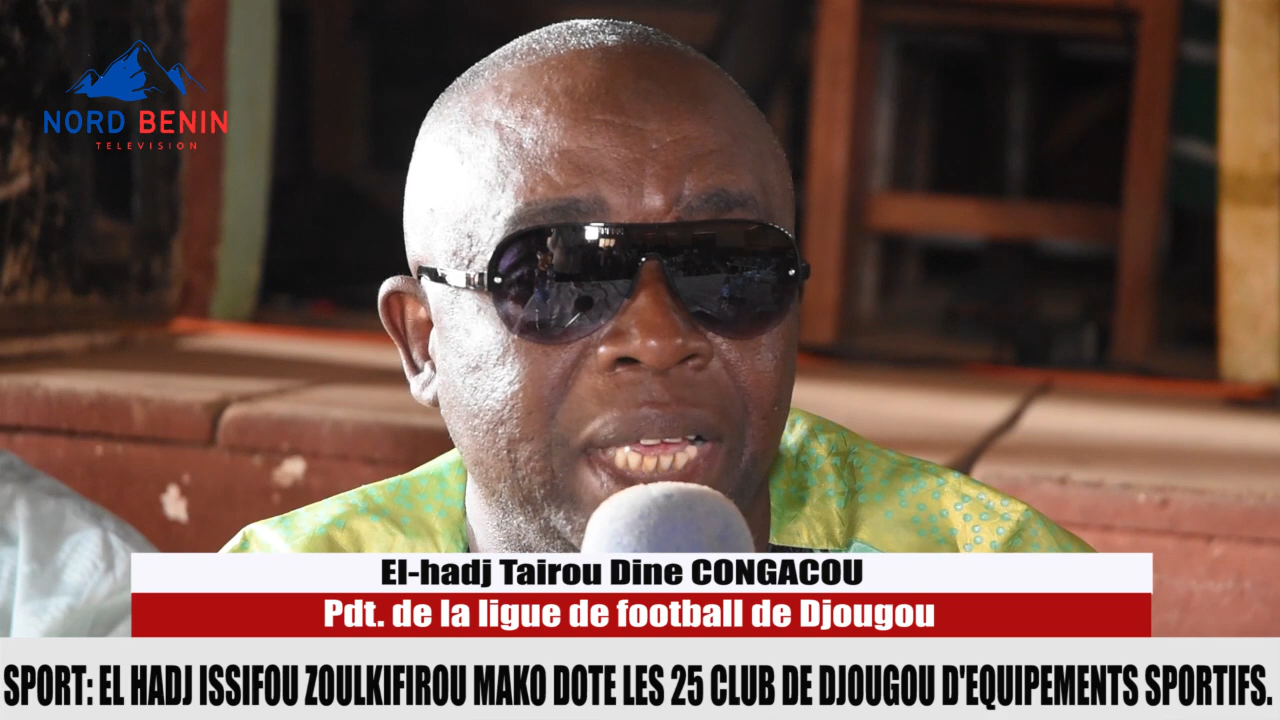 NORD BENIN
TELEVISION
El-hadj Tairou Dine CONGACOU
Pdt. de la ligue de football de Djougou
SPORT: EL HADJ ISSIFOU ZOULKIFIROU MAKO DOTE LES 25 CLUB DE DJOUGOU D'EQUIPEMENTS SPORTIFS.